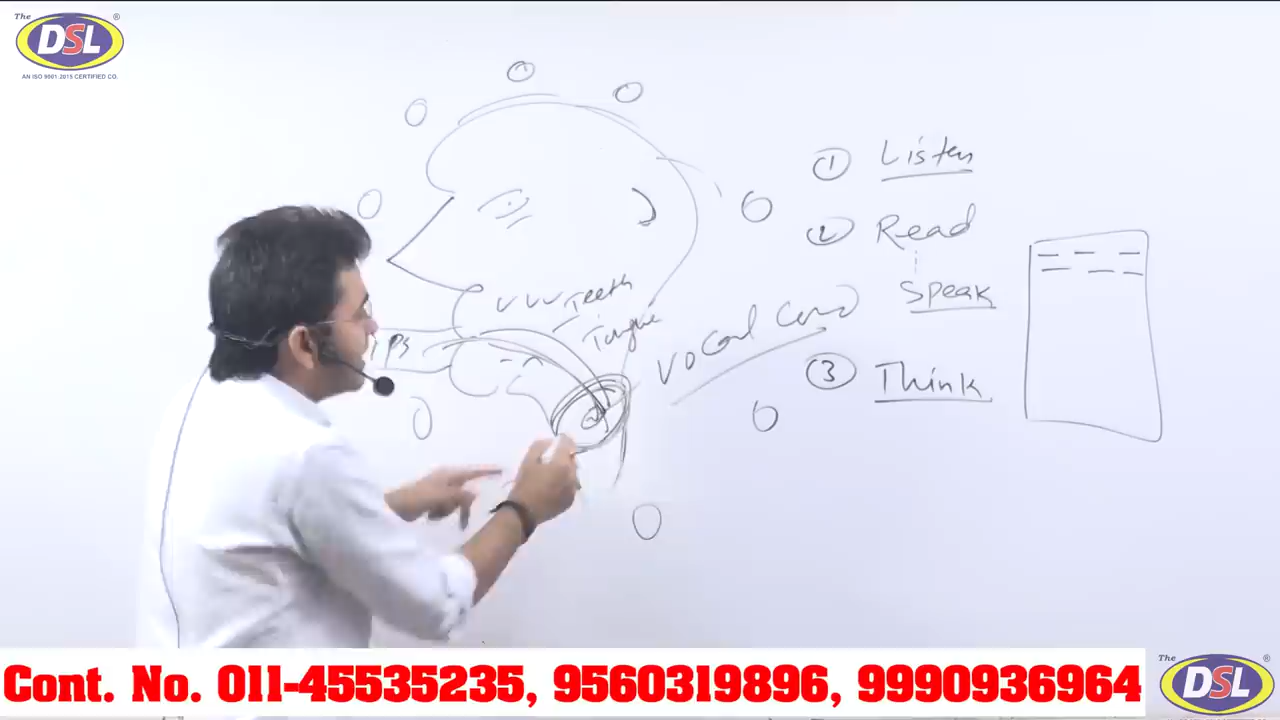 The
®
DSL
AN ISO 9001:2015 CERTIFIED CO.
① Listen
② Read
Speak
③ Think
Teeth
Tongue
Vocal Cord
Cont. No. 011-45535235, 9560319896, 9990936964
The
®
DSL